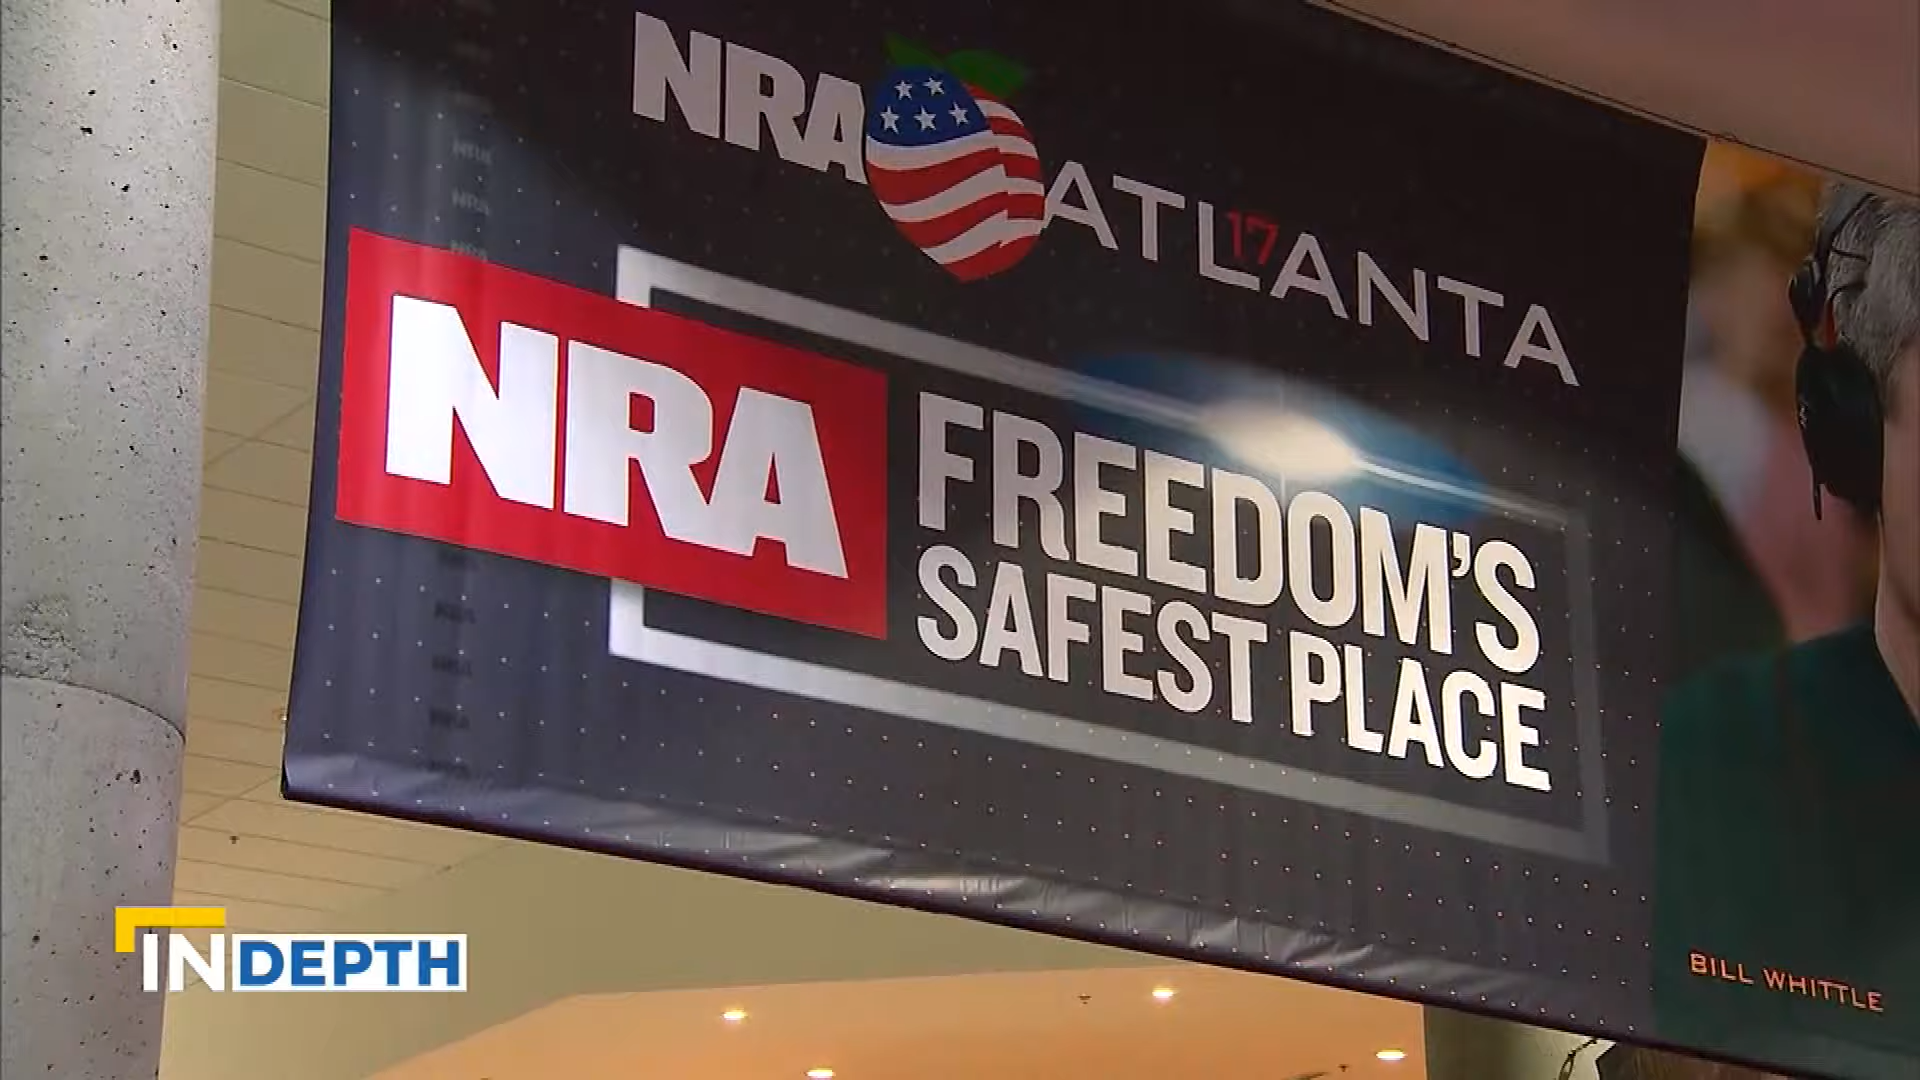 NRA ATLANTA
17
NRA
FREEDOM'S
SAFEST PLACE
BILL WHITTLE
INDEPTH